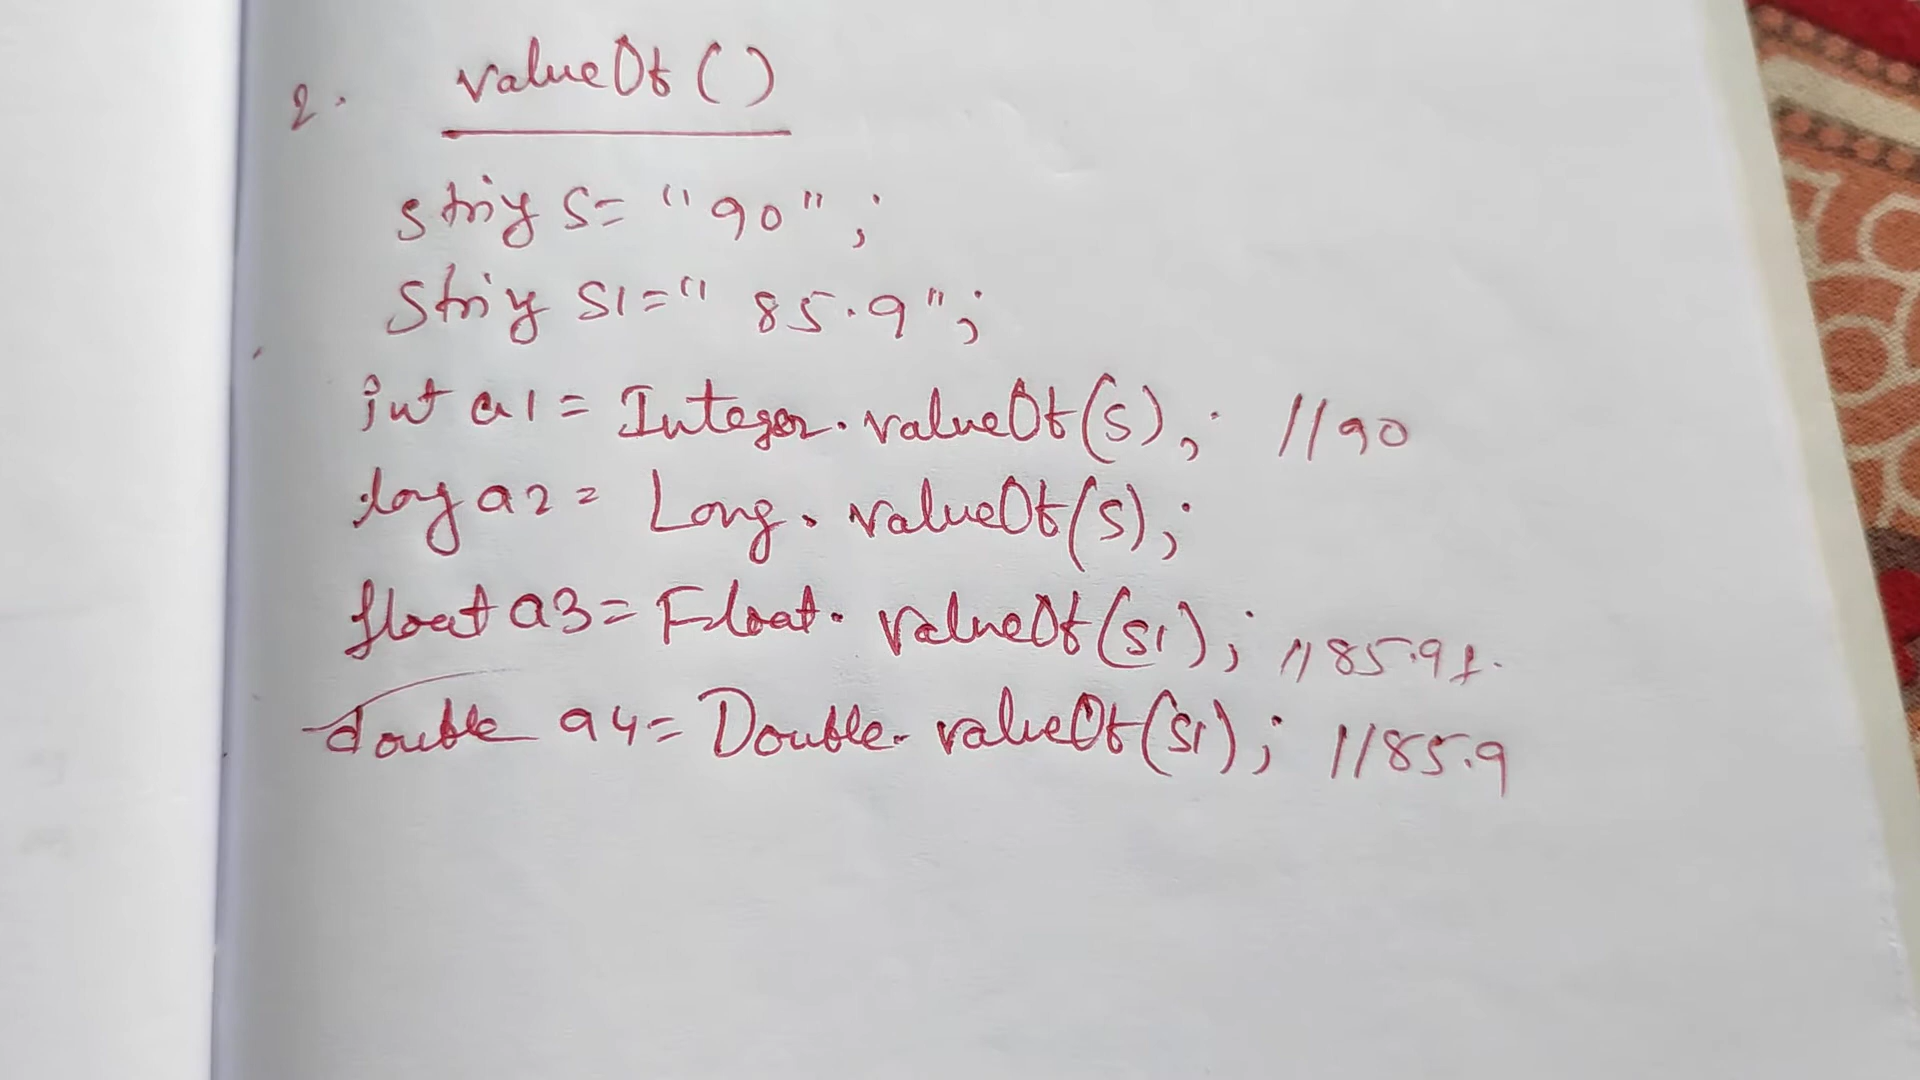 2. valueOf()
string s= "90";
String s1=" 85.9";
int a1 = Integer.valueOf(s); //90
long a2 = Long.valueOf(s);
float a3= Float.valueOf(s1); //85.9f.
double a4= Double.valueOf(s1); //85.9